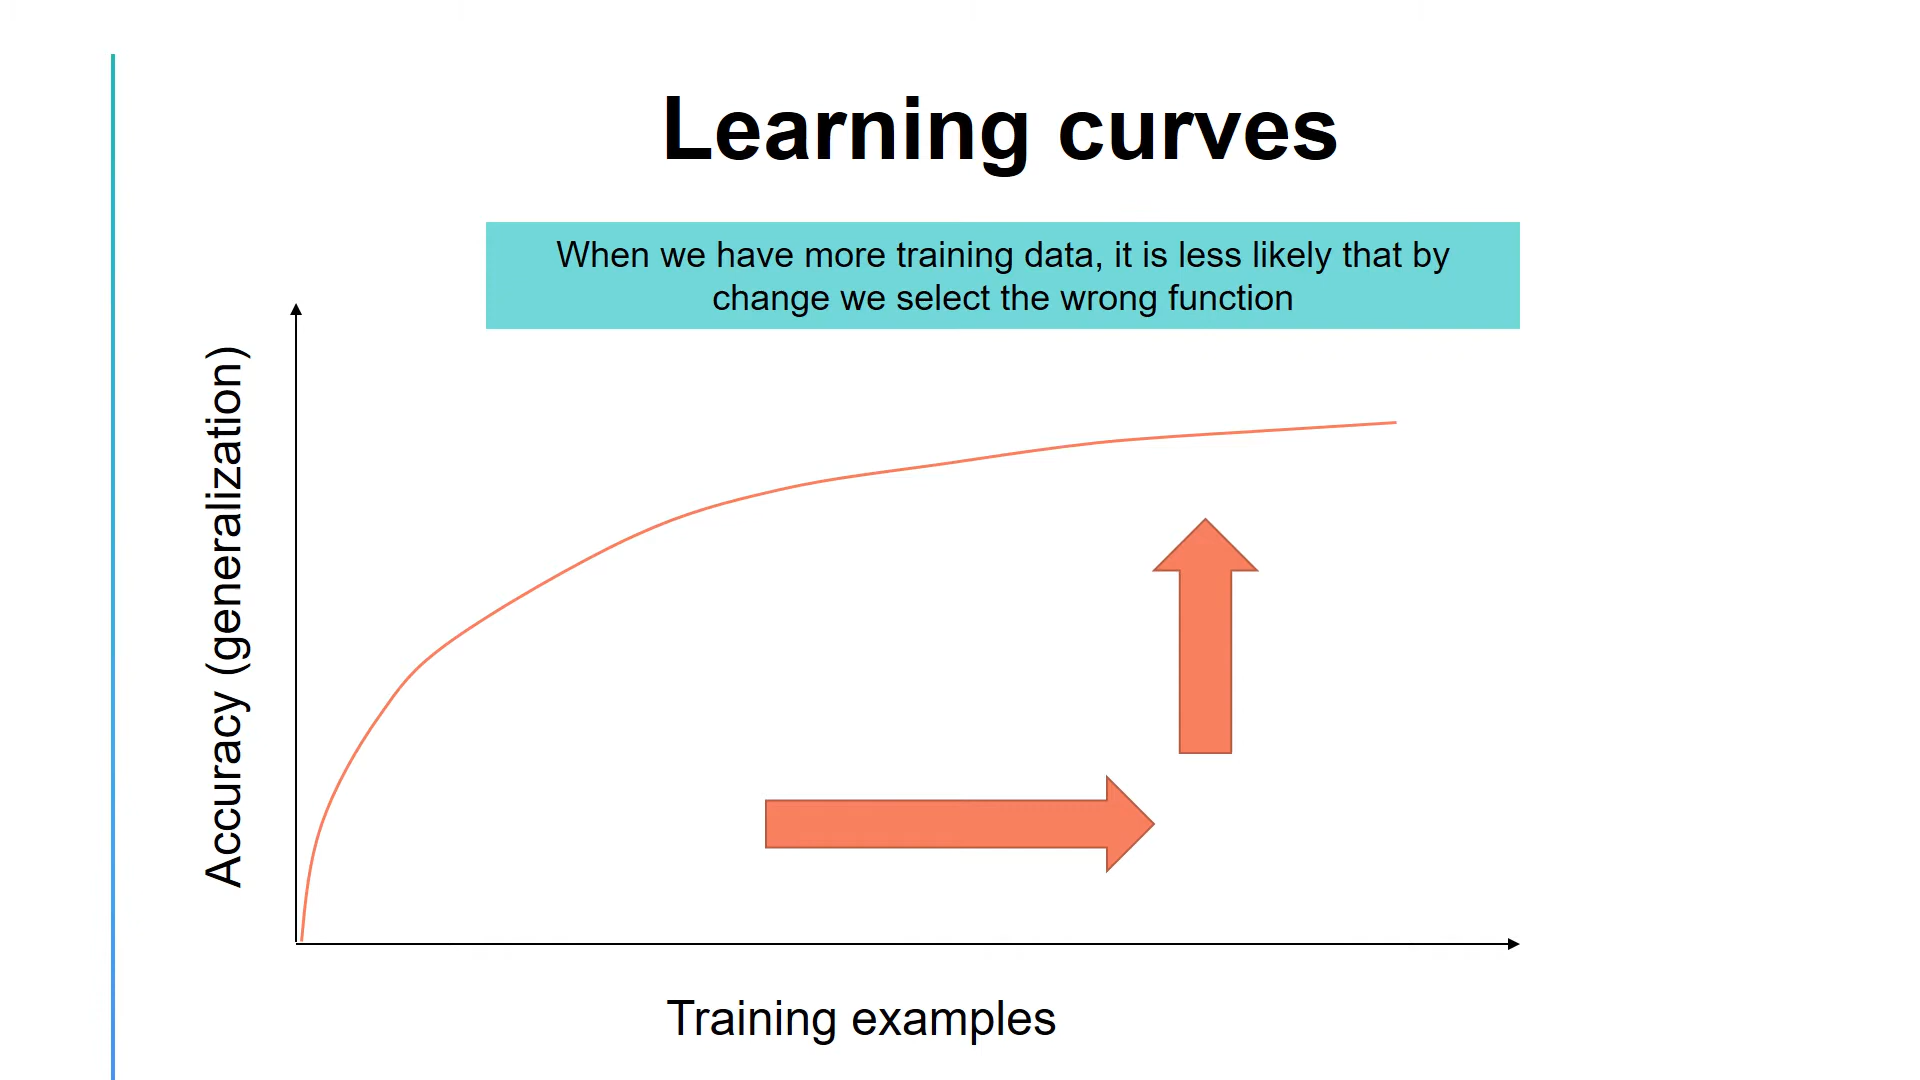 Learning curves
When we have more training data, it is less likely that by
change we select the wrong function
Accuracy (generalization)
Training examples